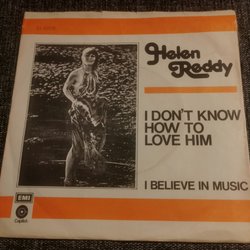 Helen
Reddy
I DON'T KNOW
HOW TO
LOVE HIM
I BELIEVE IN MUSIC
EMI
Capitol